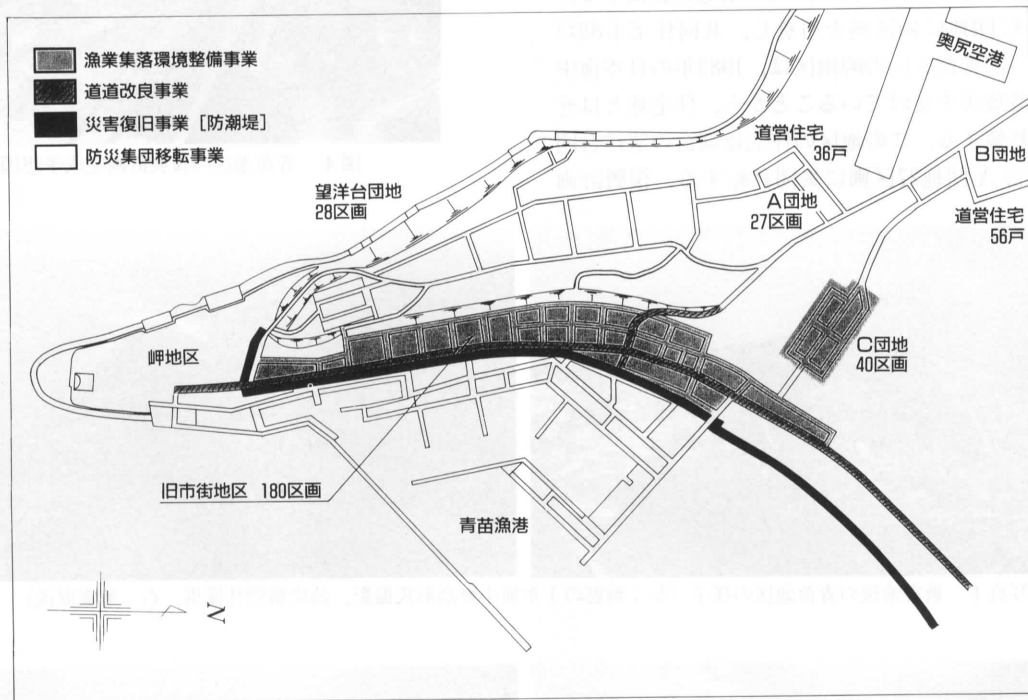 漁業集落環境整備事業
道道改良事業
災害復旧事業［防潮堤］
防災集団移転事業
奥尻空港
道営住宅
36戸
B団地
望洋台団地
28区画
A団地
27区画
道営住宅
56戸
岬地区
C団地
40区画
旧市街地区 180区画
青苗漁港
N